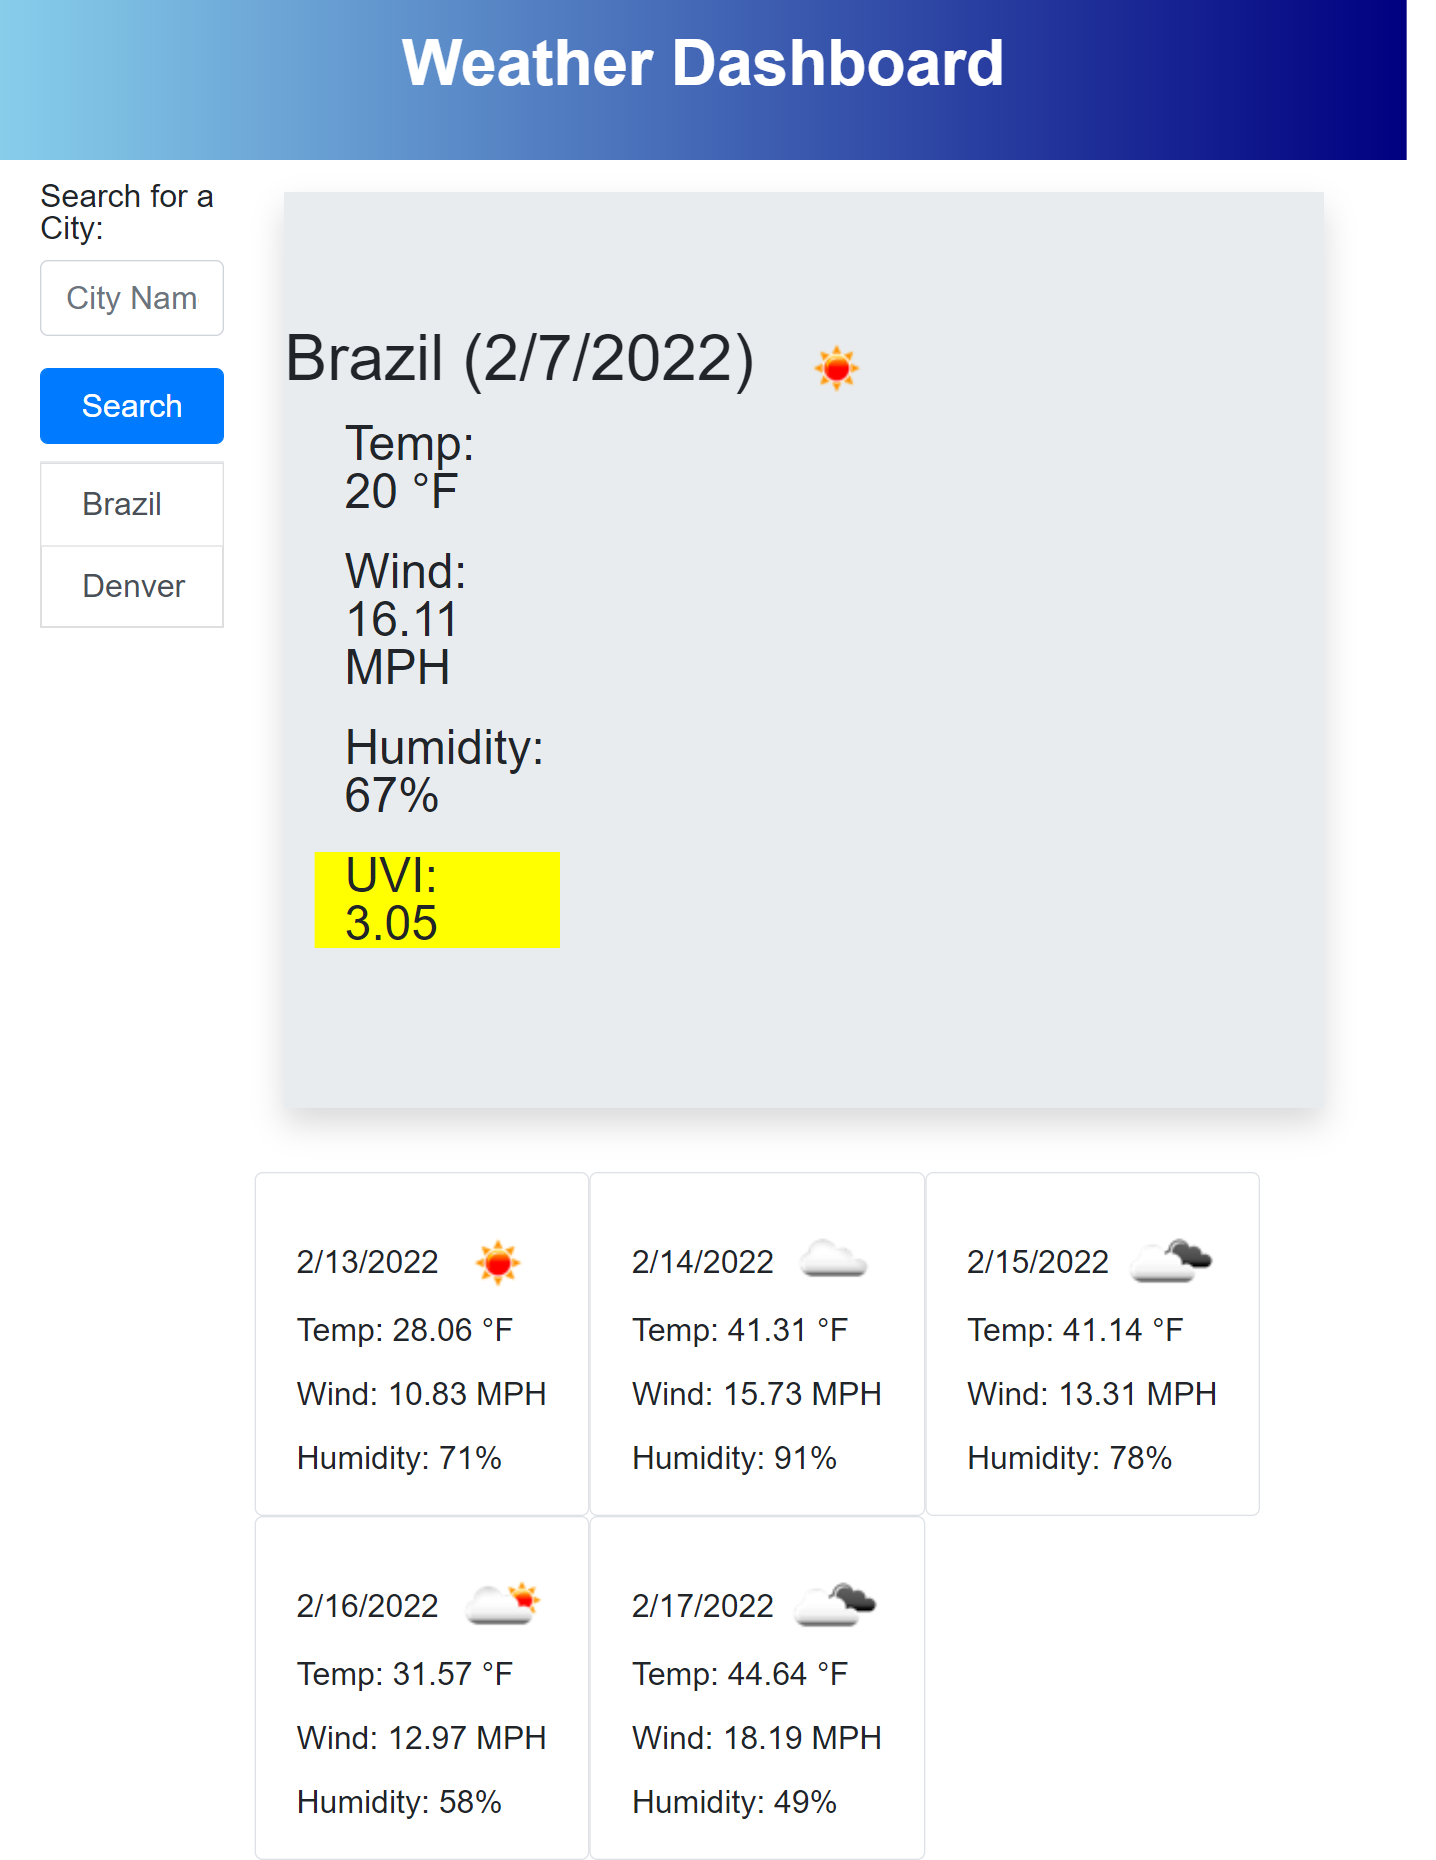 Weather Dashboard
Search for a
City:
City Nam
Search
Brazil
Denver
Brazil (2/7/2022)
Temp:
20 °F
Wind:
16.11
MPH
Humidity:
67%
UVI:
3.05
2/13/2022
Temp: 28.06 °F
Wind: 10.83 MPH
Humidity: 71%
2/14/2022
Temp: 41.31 °F
Wind: 15.73 MPH
Humidity: 91%
2/15/2022
Temp: 41.14 °F
Wind: 13.31 MPH
Humidity: 78%
2/16/2022
Temp: 31.57 °F
Wind: 12.97 MPH
Humidity: 58%
2/17/2022
Temp: 44.64 °F
Wind: 18.19 MPH
Humidity: 49%